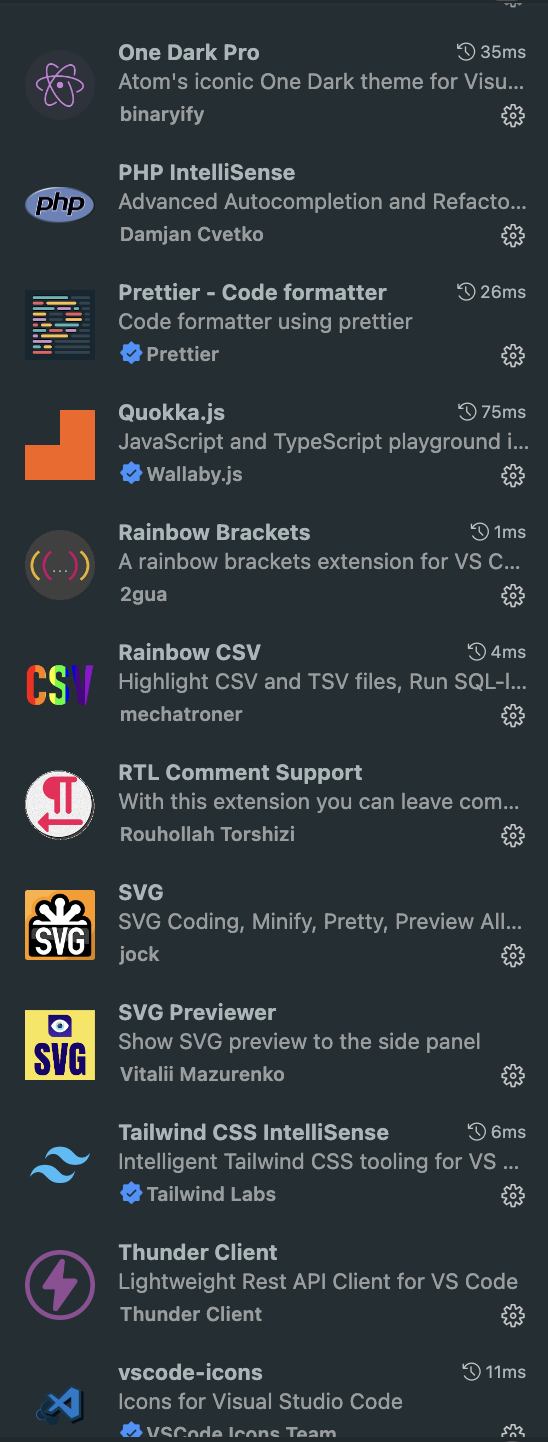 One Dark Pro 35ms
Atom's iconic One Dark theme for Visu...
binaryify
PHP IntelliSense
php
Advanced Autocompletion and Refacto...
Damjan Cvetko
Prettier - Code formatter 26ms
Code formatter using prettier
Prettier
Quokka.js 75ms
JavaScript and TypeScript playground i...
Wallaby.js
Rainbow Brackets 1ms
(...)
A rainbow brackets extension for VS C...
2gua
Rainbow CSV 4ms
CSV
Highlight CSV and TSV files, Run SQL-l...
mechatroner
RTL Comment Support
With this extension you can leave com...
Rouhollah Torshizi
SVG
SVG
SVG Coding, Minify, Pretty, Preview All...
jock
SVG Previewer
SVG
Show SVG preview to the side panel
Vitalii Mazurenko
Tailwind CSS IntelliSense 6ms
Intelligent Tailwind CSS tooling for VS ...
Tailwind Labs
Thunder Client
Lightweight Rest API Client for VS Code
Thunder Client
vscode-icons 11ms
Icons for Visual Studio Code
VSCode Icons Team